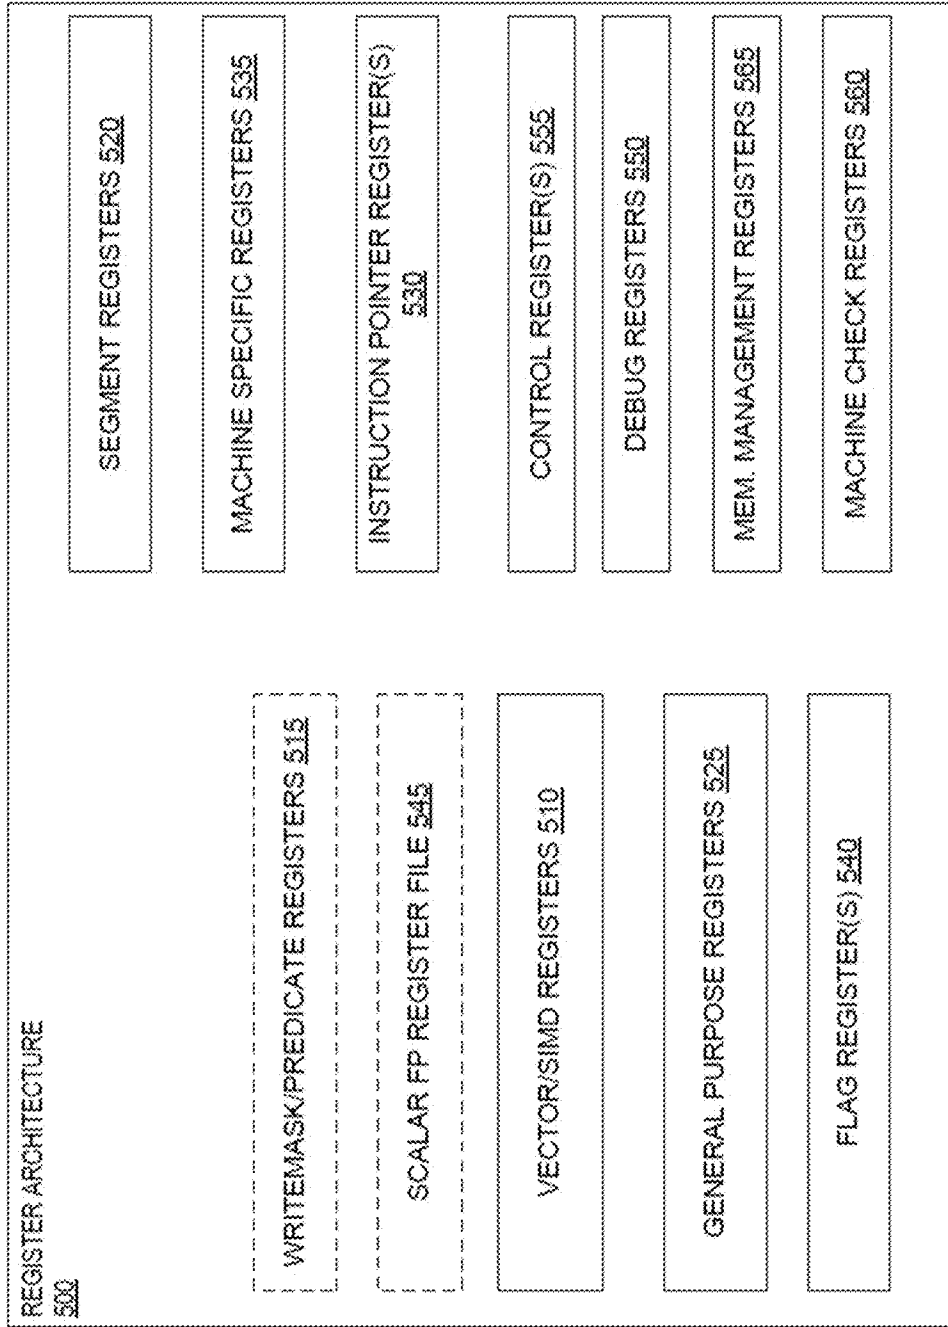 REGISTER ARCHITECTURE
500
WRITEMASK/PREDICATE REGISTERS 515
SCALAR FP REGISTER FILE 545
VECTOR/SIMD REGISTERS 510
GENERAL PURPOSE REGISTERS 525
FLAG REGISTER(S) 540
SEGMENT REGISTERS 520
MACHINE SPECIFIC REGISTERS 535
INSTRUCTION POINTER REGISTER(S)
530
CONTROL REGISTER(S) 555
DEBUG REGISTERS 550
MEM. MANAGEMENT REGISTERS 565
MACHINE CHECK REGISTERS 560